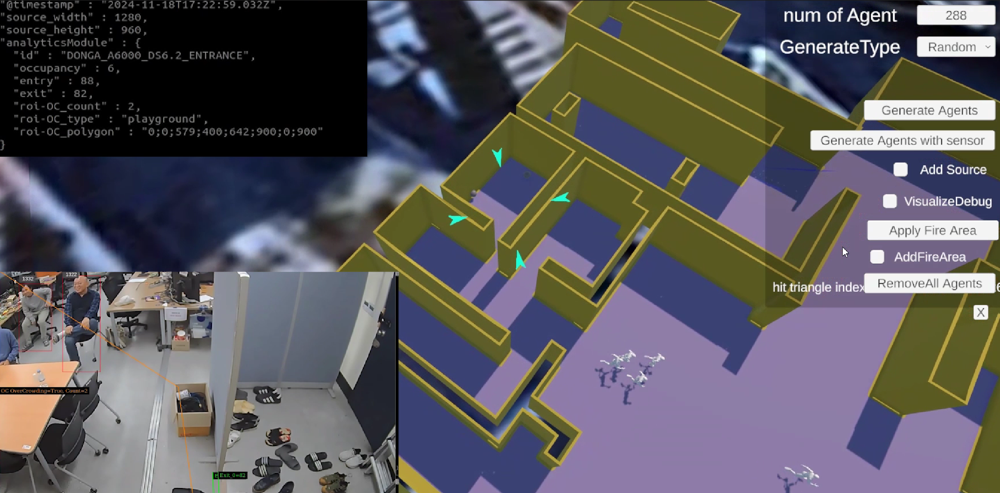 "@timestamp" : "2024-11-18T17:22:59.032Z",
"source_width" : 1280,
"source_height" : 960,
"analyticsModule" : {
"id" : "DONGA_A6000_DS6.2_ENTRANCE",
"occupancy" : 6,
"entry" : 88,
"exit" : 82,
"roi-OC_count" : 2,
"roi-OC_type" : "playground",
"roi-OC_polygon" : "0;0;579;400;642;900;0;900"
}
num of Agent 288
GenerateType Random
Generate Agents
Generate Agents with sensor
Add Source
VisualizeDebug
Apply Fire Area
AddFireArea
hit triangle index
RemoveAll Agents
X
1332
1322
OC OverCrowding=True, Count=2
E
Exit_0=82